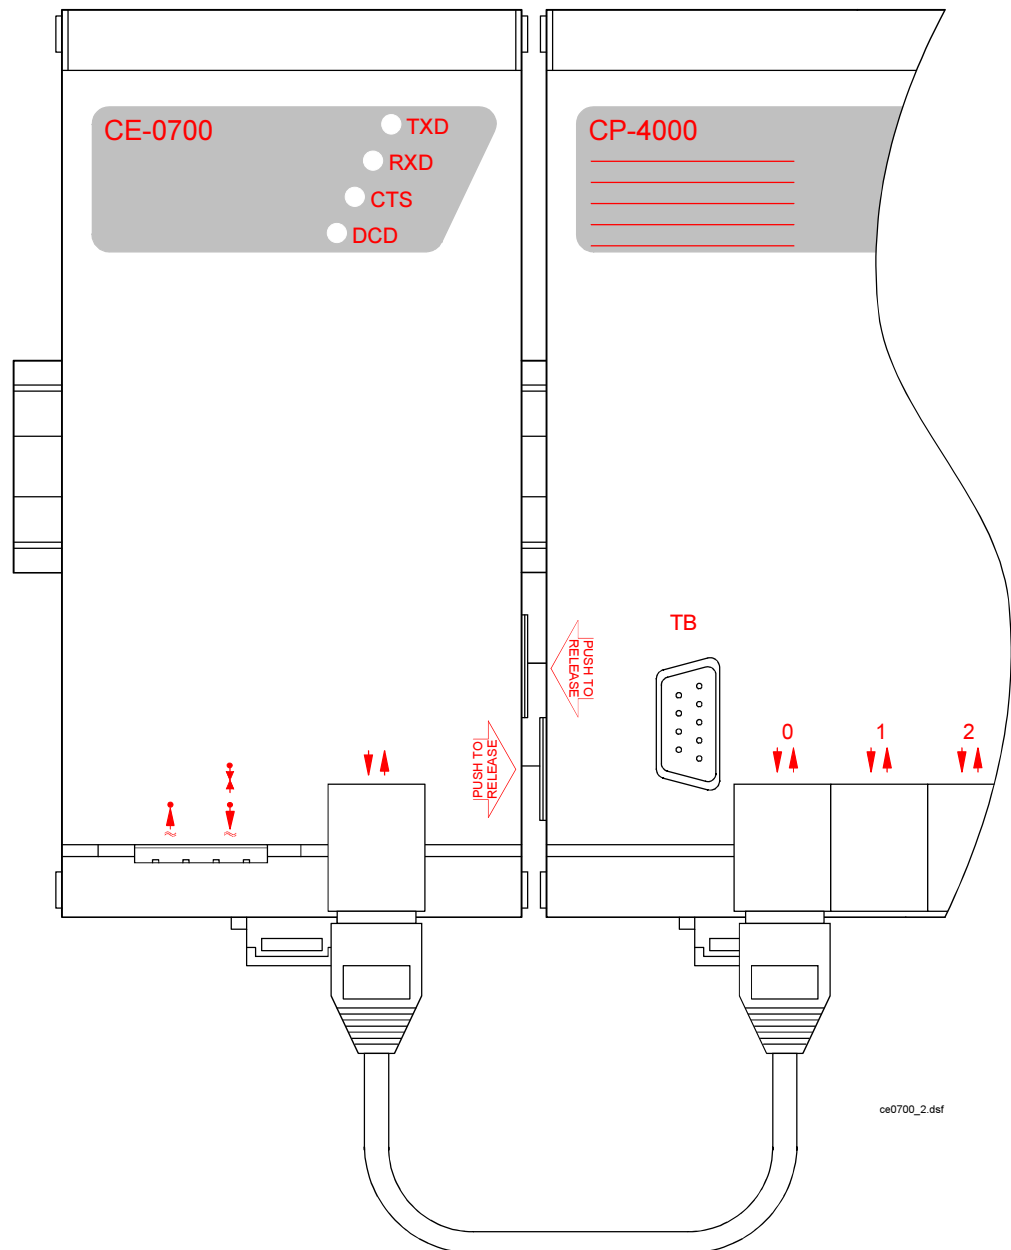 CE-0700
TXD
RXD
CTS
DCD
CP-4000
TB
PUSH TO
RELEASE
PUSH TO
RELEASE
0
1
2
ce0700_2.dsf